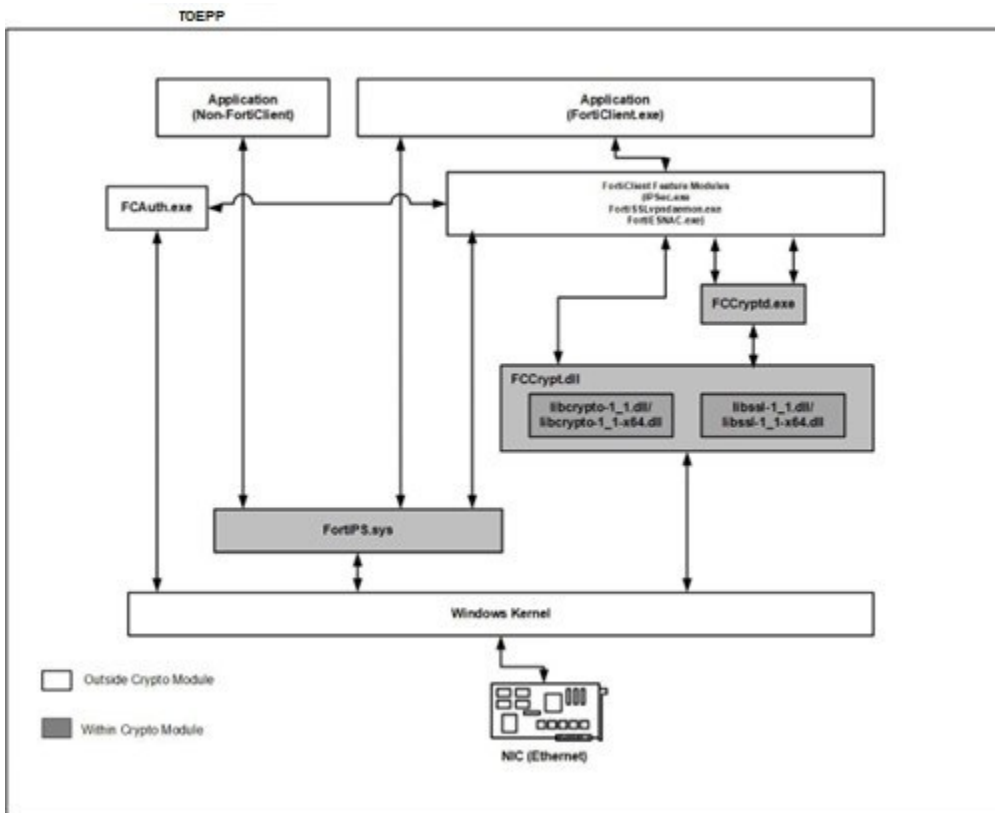 TOEPP
Application
(Non-FortiClient)
Application
(FortiClient.exe)
FCAuth.exe
FortiClient Feature Modules
(IPSec.exe
FortiSSLvpndaemon.exe
FortiESNAC.exe)
FCCryptd.exe
FCCrypt.dll
libcrypto-1_1.dll/
libcrypto-1_1-x64.dll
libssl-1_1.dll/
libssl-1_1-x64.dll
FortiPS.sys
Windows Kernel
Outside Crypto Module
Within Crypto Module
NIC (Ethernet)